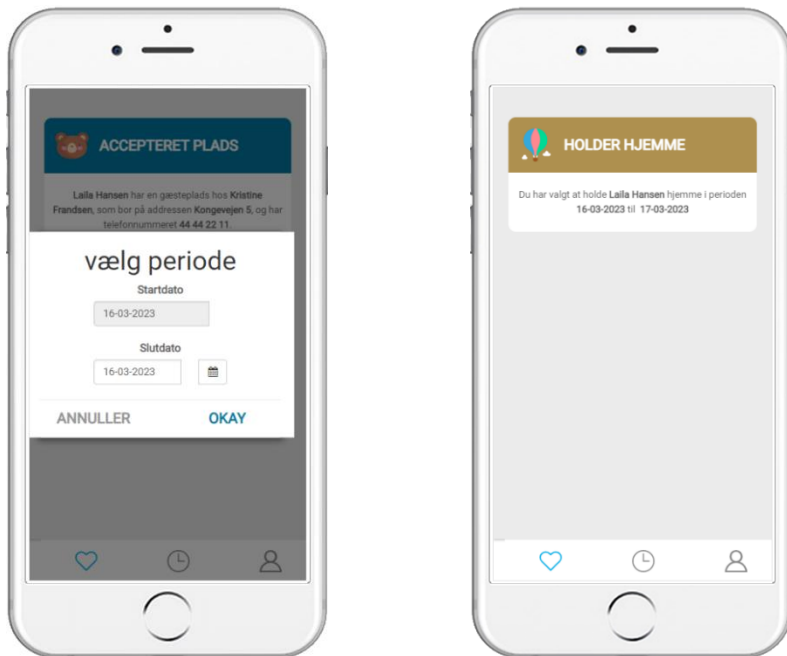 ACCEPTERET PLADS
Laila Hansen har en gæsteplads hos Kristine
Frandsen, som bor på addressen Kongevejen 5, og har
telefonnummeret 44 44 22 11.
vælg periode
Startdato
16-03-2023
Slutdato
16-03-2023
ANNULLER OKAY
HOLDER HJEMME
Du har valgt at holde Laila Hansen hjemme i perioden
16-03-2023 til 17-03-2023